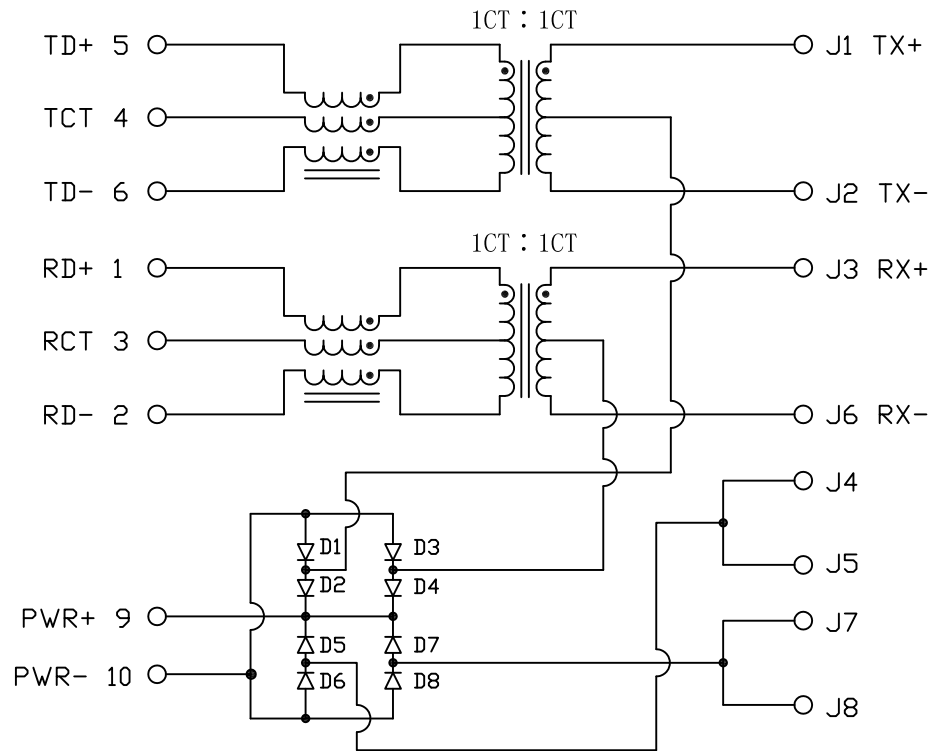 1CT : 1CT
TD+ 5
J1 TX+
TCT 4
TD- 6
J2 TX-
1CT : 1CT
RD+ 1
J3 RX+
RCT 3
RD- 2
J6 RX-
J4
D1 D3
J5
D2 D4
PWR+ 9
J7
D5 D7
PWR- 10
D6 D8
J8